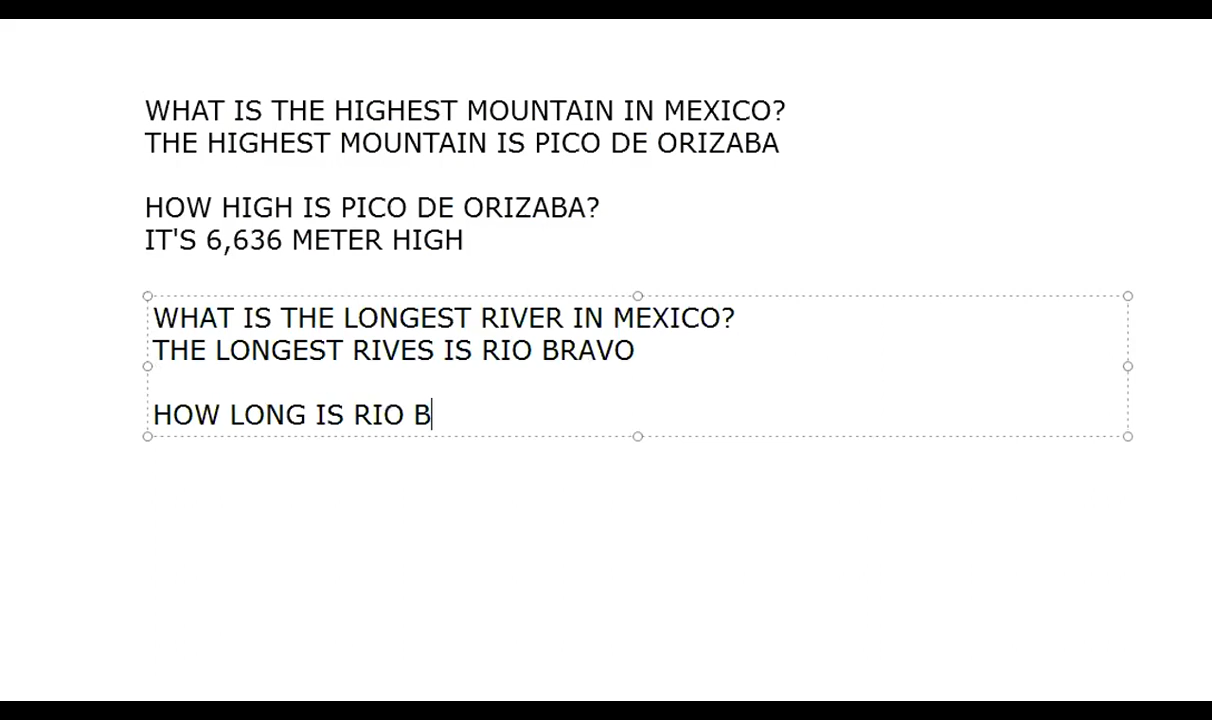 WHAT IS THE HIGHEST MOUNTAIN IN MEXICO?
THE HIGHEST MOUNTAIN IS PICO DE ORIZABA
HOW HIGH IS PICO DE ORIZABA?
IT'S 6,636 METER HIGH
WHAT IS THE LONGEST RIVER IN MEXICO?
THE LONGEST RIVES IS RIO BRAVO
HOW LONG IS RIO B